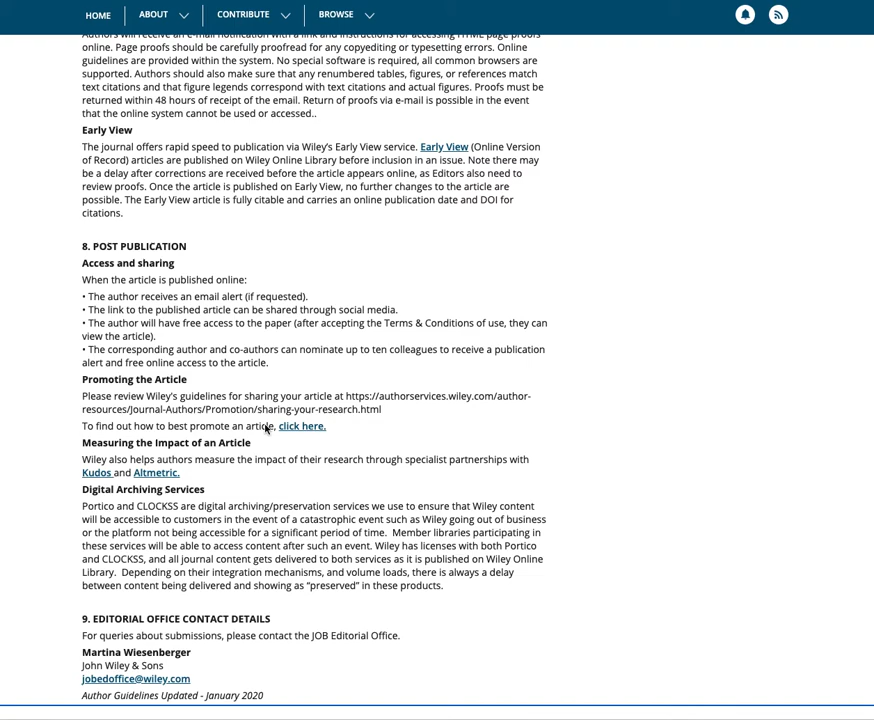 HOME
ABOUT
CONTRIBUTE
BROWSE
Authors will receive an e-mail notification with a link and instructions for accessing HTML page proofs
online. Page proofs should be carefully proofread for any copyediting or typesetting errors. Online
guidelines are provided within the system. No special software is required, all common browsers are
supported. Authors should also make sure that any renumbered tables, figures, or references match
text citations and that figure legends correspond with text citations and actual figures. Proofs must be
returned within 48 hours of receipt of the email. Return of proofs via e-mail is possible in the event
that the online system cannot be used or accessed..
Early View
The journal offers rapid speed to publication via Wiley's Early View service. Early View (Online Version
of Record) articles are published on Wiley Online Library before inclusion in an issue. Note there may
be a delay after corrections are received before the article appears online, as Editors also need to
review proofs. Once the article is published on Early View, no further changes to the article are
possible. The Early View article is fully citable and carries an online publication date and DOI for
citations.
8. POST PUBLICATION
Access and sharing
When the article is published online:
• The author receives an email alert (if requested).
• The link to the published article can be shared through social media.
• The author will have free access to the paper (after accepting the Terms & Conditions of use, they can
view the article).
• The corresponding author and co-authors can nominate up to ten colleagues to receive a publication
alert and free online access to the article.
Promoting the Article
Please review Wiley's guidelines for sharing your article at https://authorservices.wiley.com/author-
resources/Journal-Authors/Promotion/sharing-your-research.html
To find out how to best promote an article, click here.
Measuring the Impact of an Article
Wiley also helps authors measure the impact of their research through specialist partnerships with
Kudos and Altmetric.
Digital Archiving Services
Portico and CLOCKSS are digital archiving/preservation services we use to ensure that Wiley content
will be accessible to customers in the event of a catastrophic event such as Wiley going out of business
or the platform not being accessible for a significant period of time. Member libraries participating in
these services will be able to access content after such an event. Wiley has licenses with both Portico
and CLOCKSS, and all journal content gets delivered to both services as it is published on Wiley Online
Library. Depending on their integration mechanisms, and volume loads, there is always a delay
between content being delivered and showing as “preserved” in these products.
9. EDITORIAL OFFICE CONTACT DETAILS
For queries about submissions, please contact the JOB Editorial Office.
Martina Wiesenberger
John Wiley & Sons
jobedoffice@wiley.com
Author Guidelines Updated - January 2020